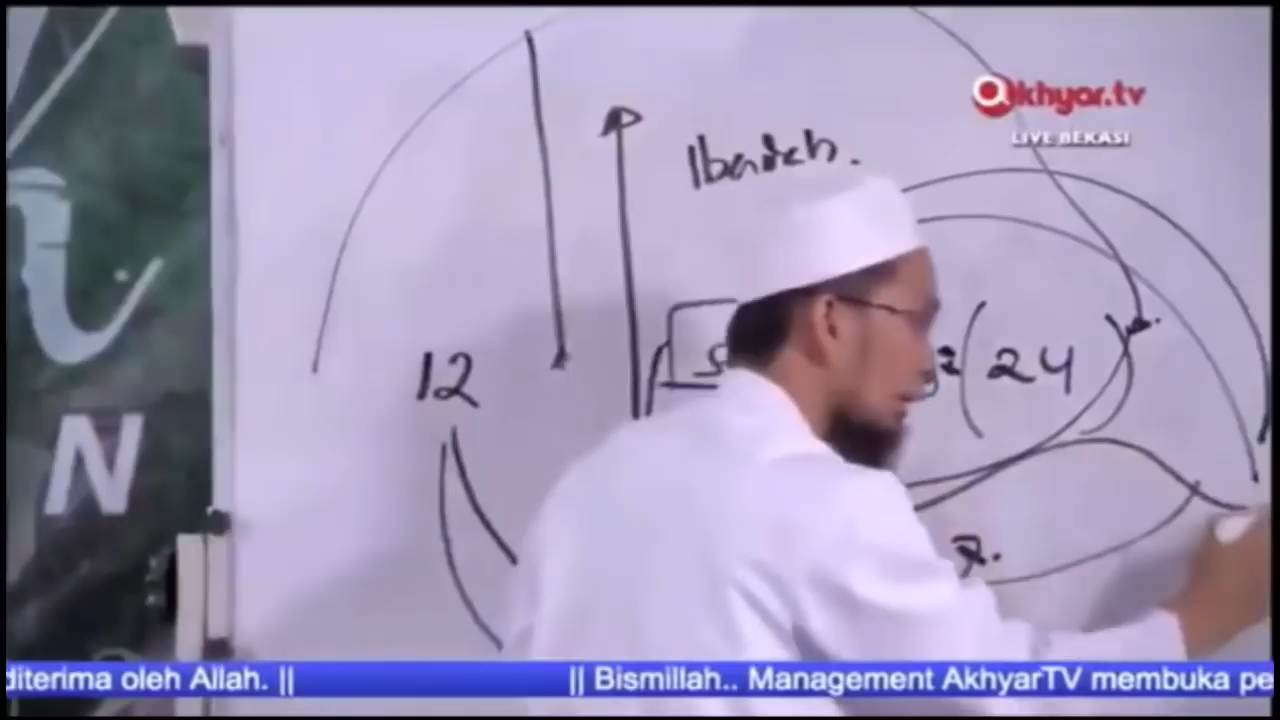 akhyar.tv
LIVE BEKASI
Ibadah.
12
(24)
N
diterima oleh Allah. || || Bismillah.. Management AkhyarTV membuka pe